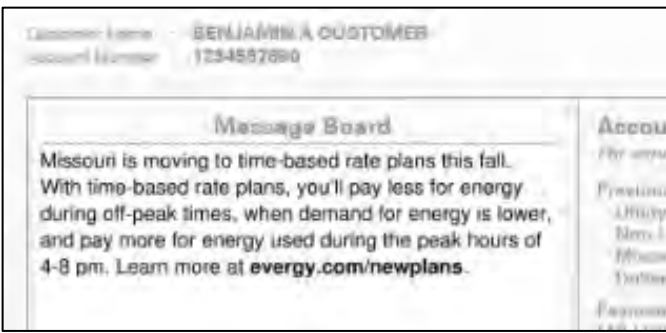 Customer Name BENJAMIN A CUSTOMER
Account Number 1234567890
Message Board
Missouri is moving to time-based rate plans this fall.
With time-based rate plans, you'll pay less for energy
during off-peak times, when demand for energy is lower,
and pay more for energy used during the peak hours of
4-8 pm. Learn more at evergy.com/newplans.
Accou
Previous